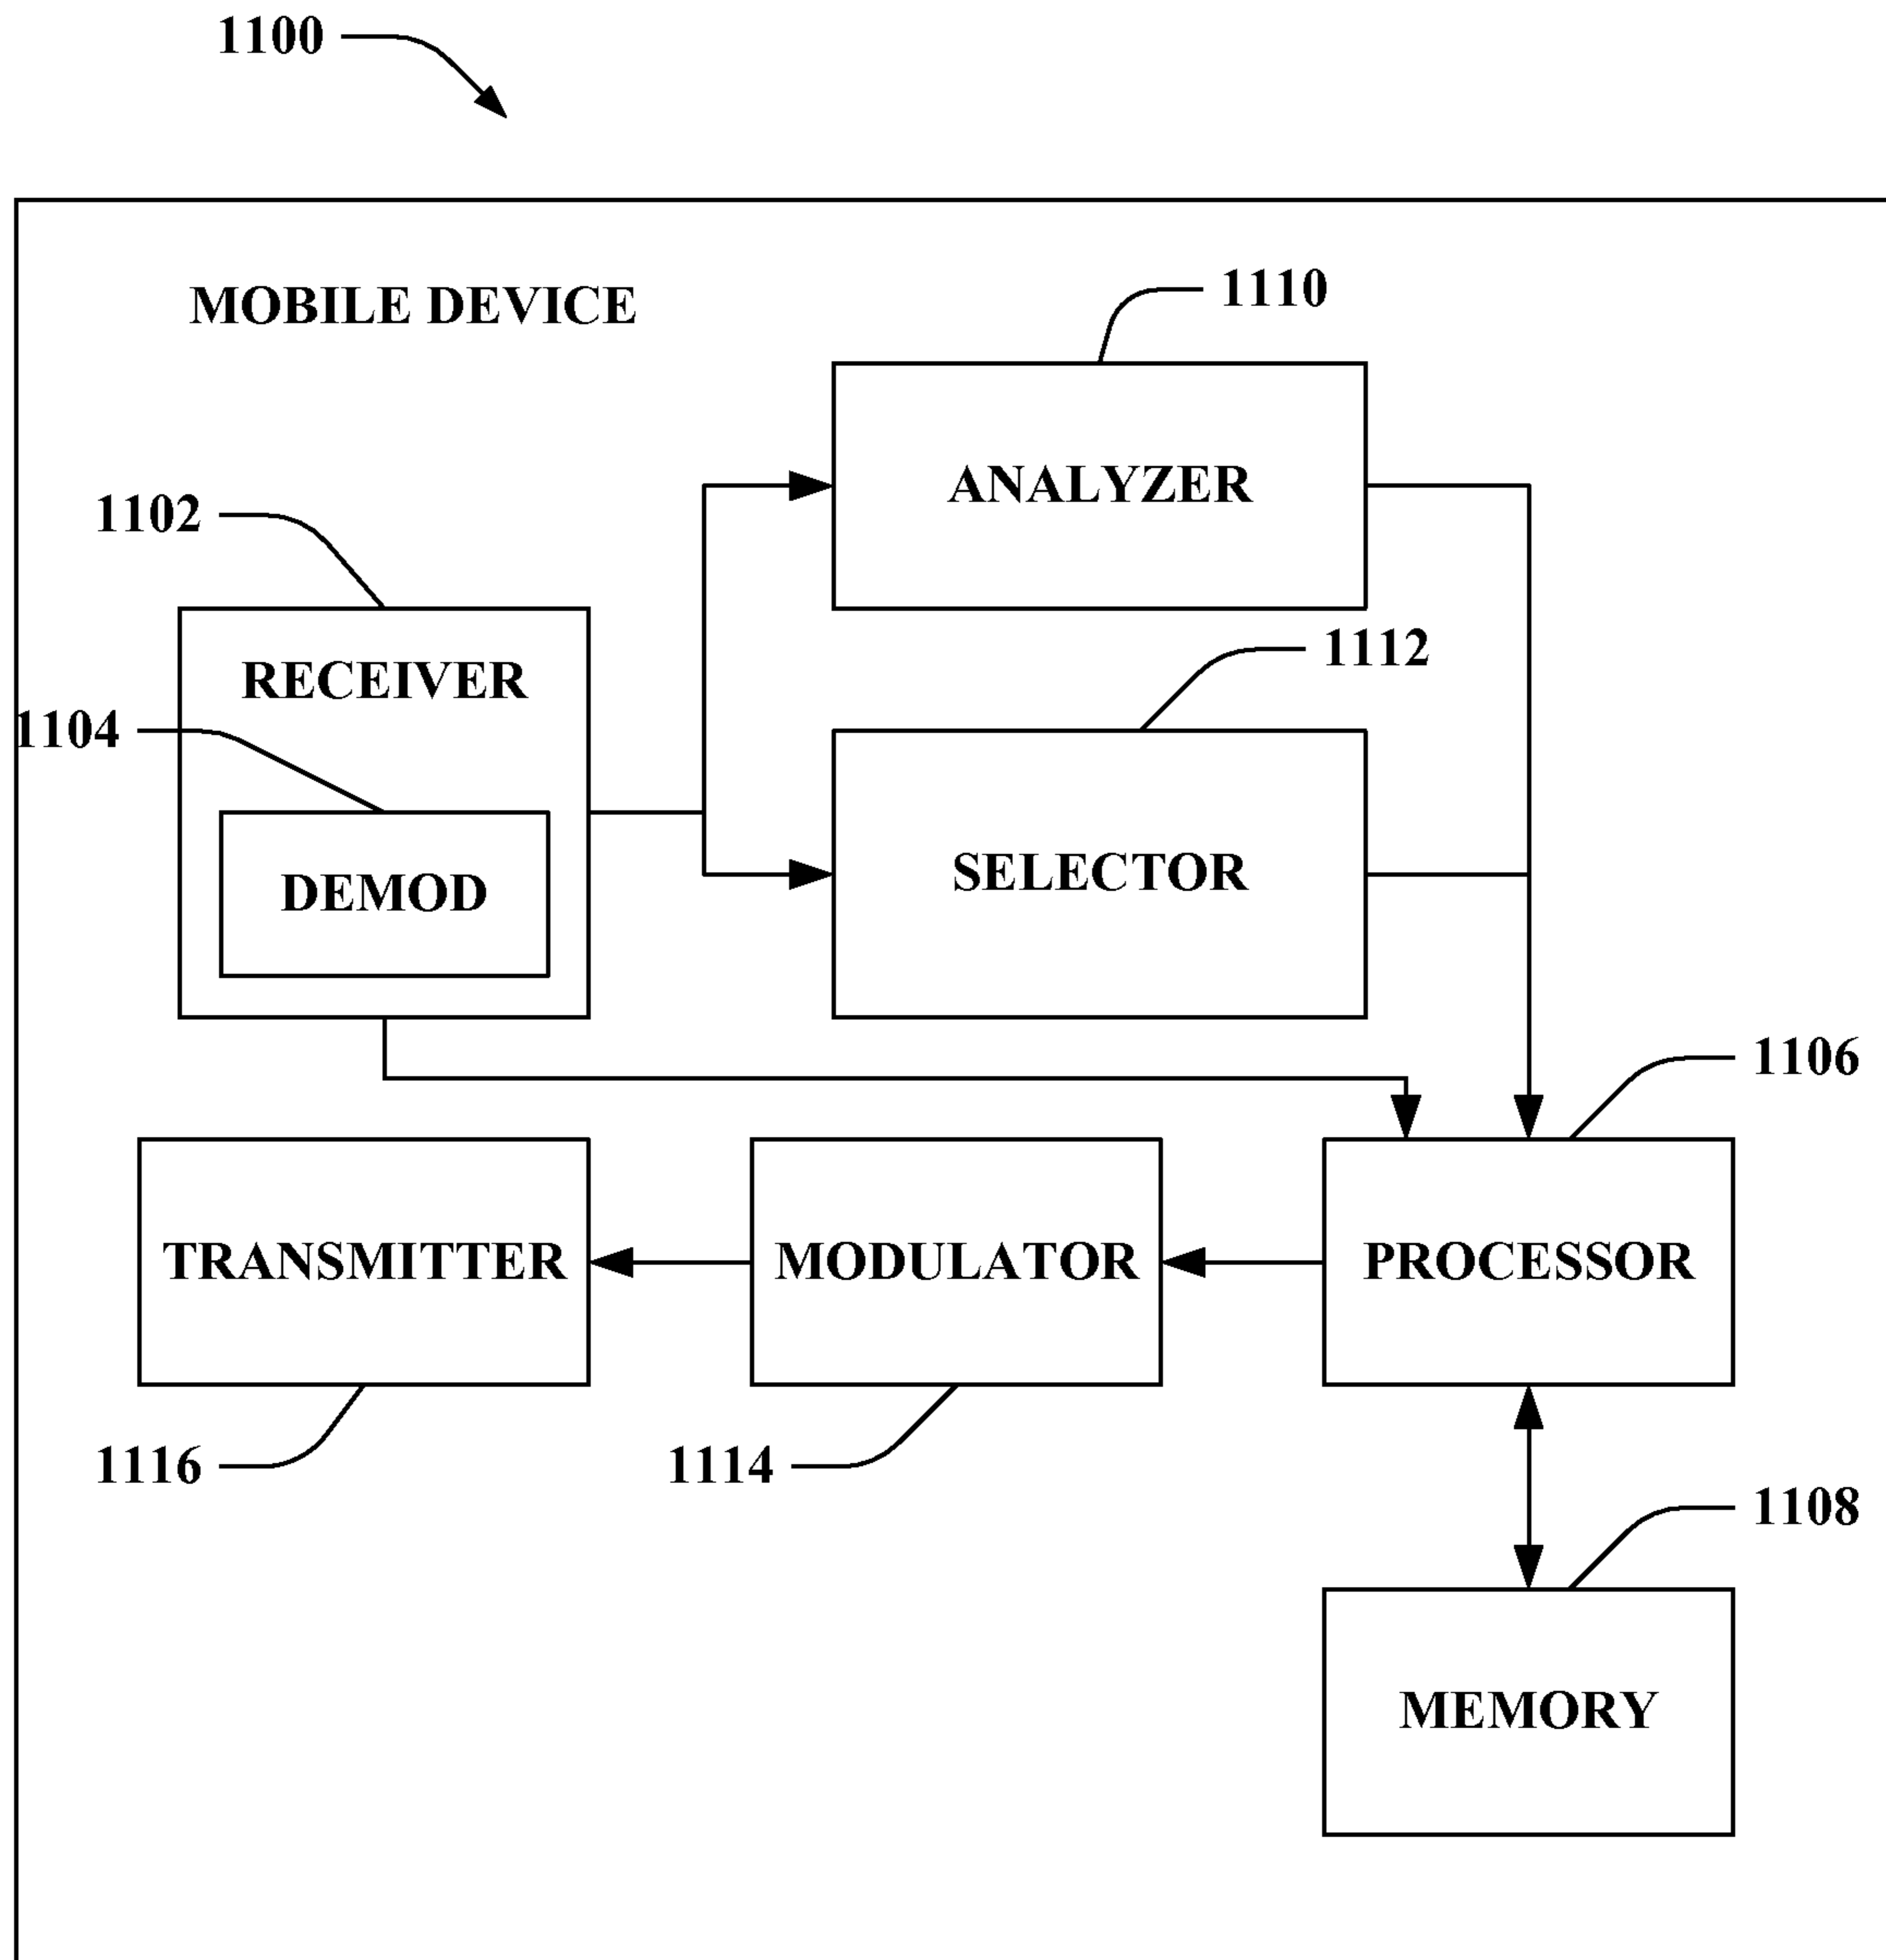 1100
MOBILE DEVICE
1110
ANALYZER
1102
RECEIVER
1112
1104
DEMOD
SELECTOR
1106
TRANSMITTER
MODULATOR
PROCESSOR
1116
1114
1108
MEMORY